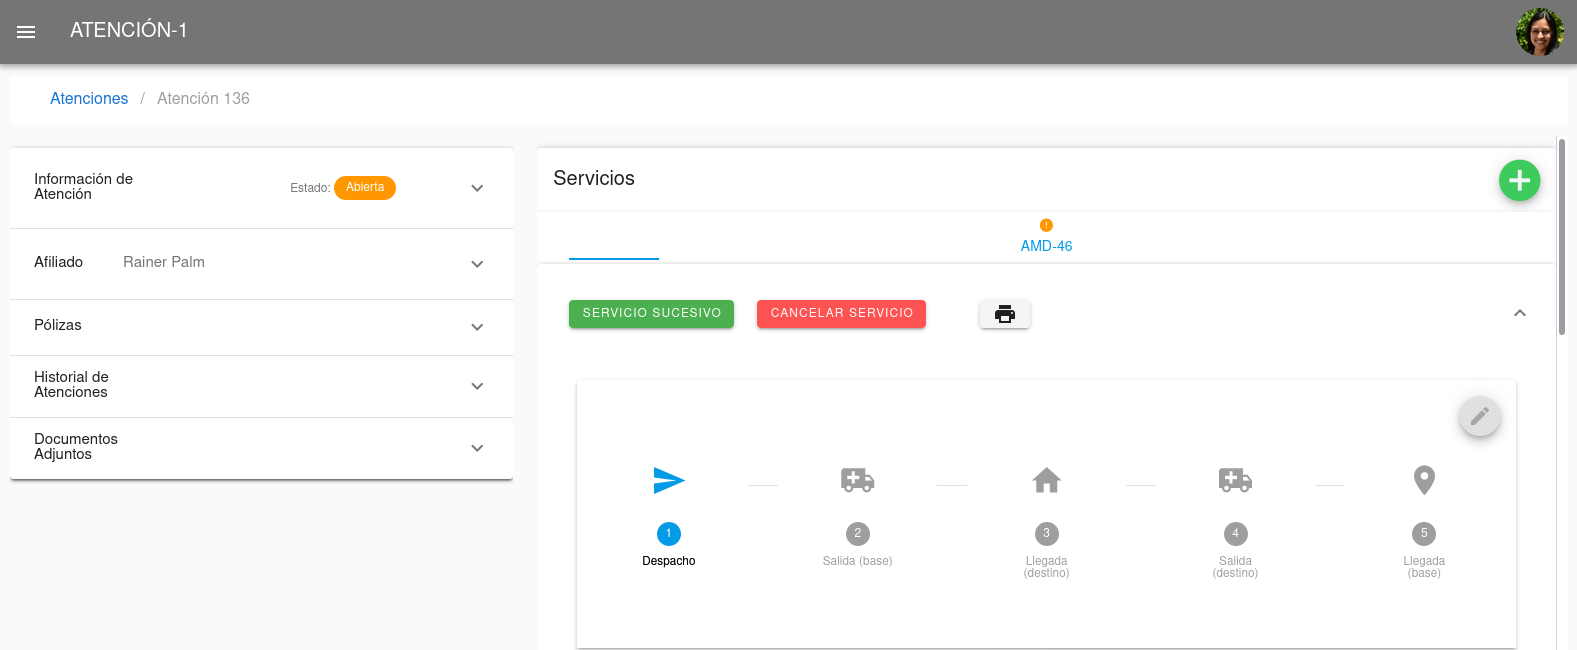 ATENCIÓN-1
Atenciones / Atención 136
Información de
Atención
Estado: Abierta
Afiliado Rainer Palm
Pólizas
Historial de
Atenciones
Documentos
Adjuntos
Servicios
AMD-46
SERVICIO SUCESIVO CANCELAR SERVICIO
1
Despacho
2
Salida (base)
3
Llegada
(destino)
4
Salida
(destino)
5
Llegada
(base)